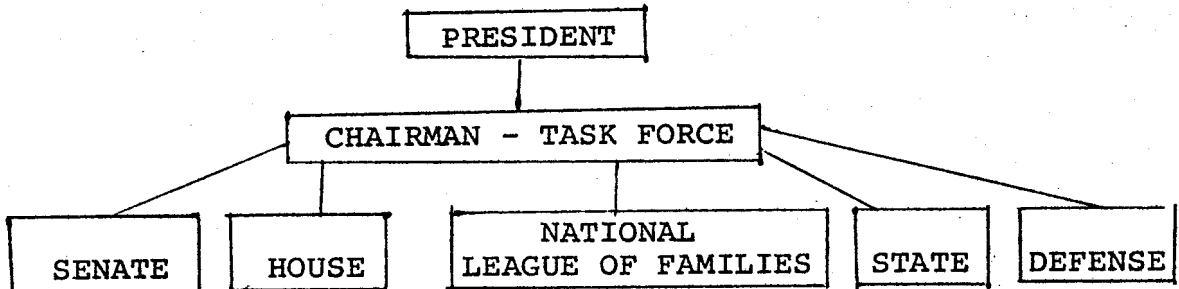 PRESIDENT
CHAIRMAN - TASK FORCE
SENATE
HOUSE
NATIONAL
LEAGUE OF FAMILIES
STATE
DEFENSE